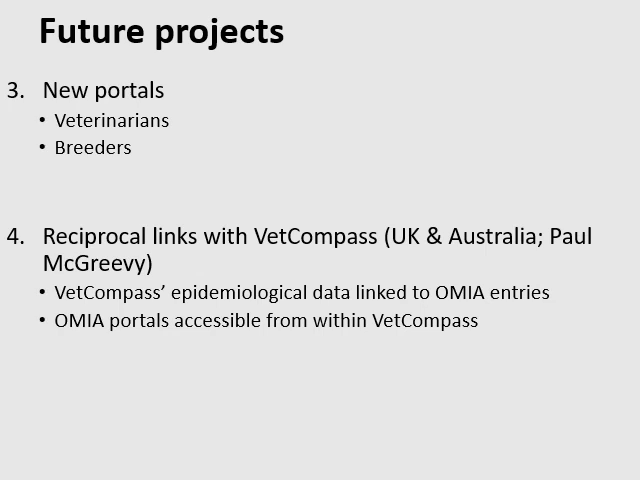 Future projects
3. New portals
• Veterinarians
• Breeders
4. Reciprocal links with VetCompass (UK & Australia; Paul
McGreevy)
• VetCompass’ epidemiological data linked to OMIA entries
• OMIA portals accessible from within VetCompass